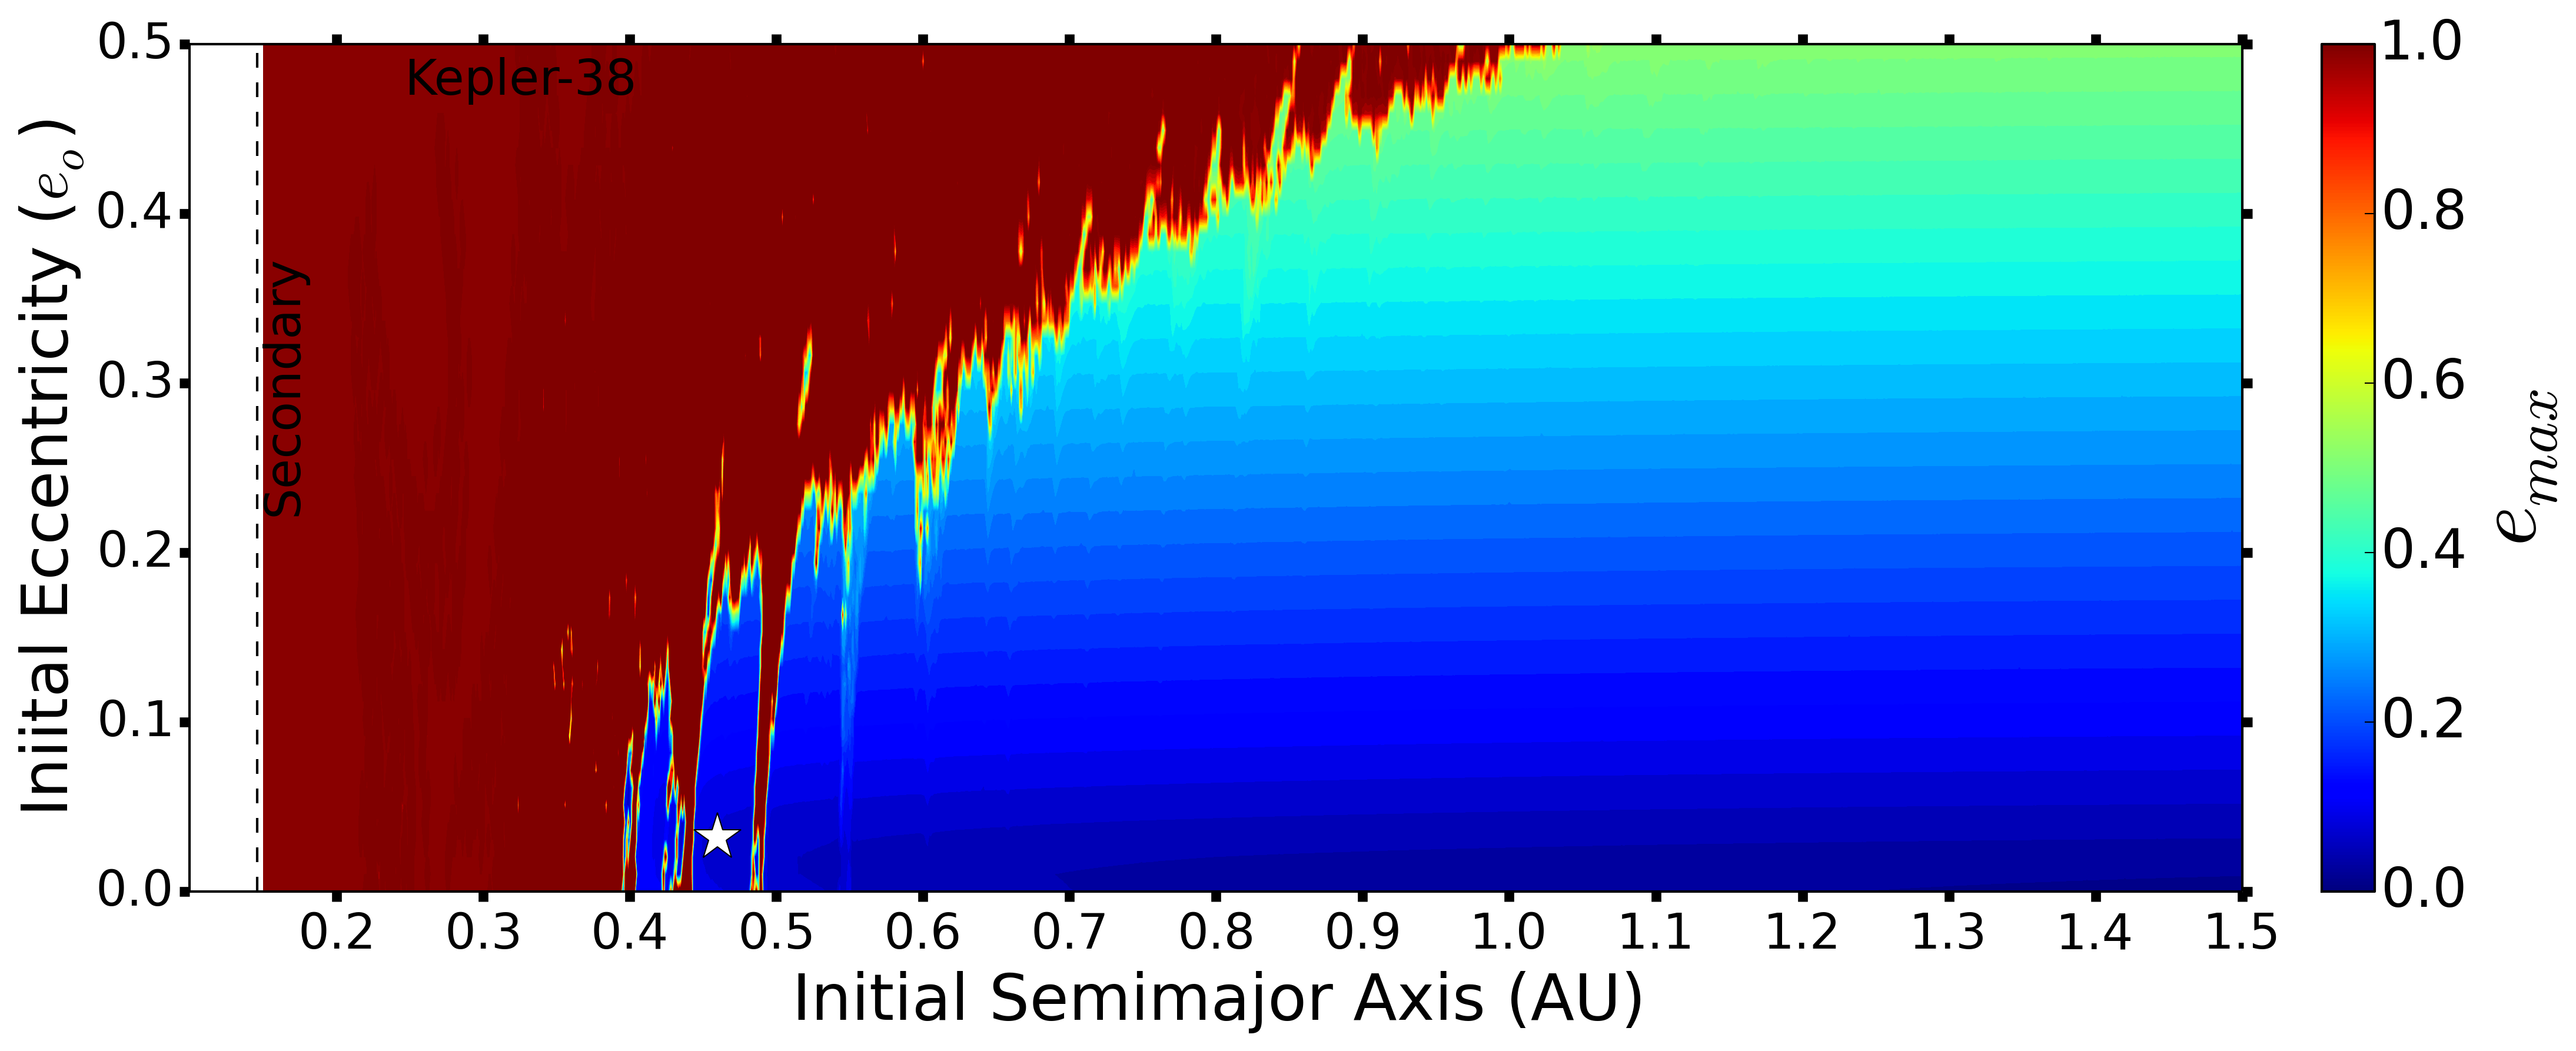 Kepler-38
Secondary
Iniital Eccentricity (e_o)
0.5
0.4
0.3
0.2
0.1
0.0
0.2 0.3 0.4 0.5 0.6 0.7 0.8 0.9 1.0 1.1 1.2 1.3 1.4 1.5
Initial Semimajor Axis (AU)
1.0
0.8
0.6
0.4
0.2
0.0
e_max